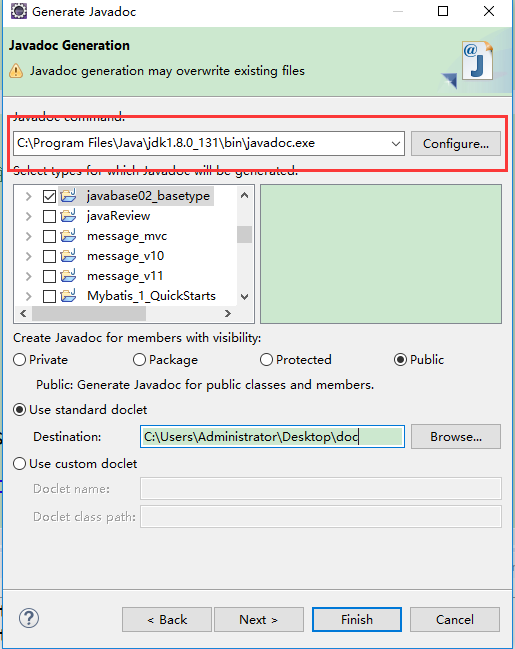 Generate Javadoc
Javadoc Generation
Javadoc generation may overwrite existing files
Javadoc command:
C:\Program Files\Java\jdk1.8.0_131\bin\javadoc.exe
Configure...
Select types for which Javadoc will be generated:
javabase02_basetype
javaReview
message_mvc
message_v10
message_v11
Mybatis_1_QuickStarts
Create Javadoc for members with visibility:
Private Package Protected Public
Public: Generate Javadoc for public classes and members.
Use standard doclet
Destination: C:\Users\Administrator\Desktop\doc Browse...
Use custom doclet
Doclet name:
Doclet class path:
< Back Next > Finish Cancel